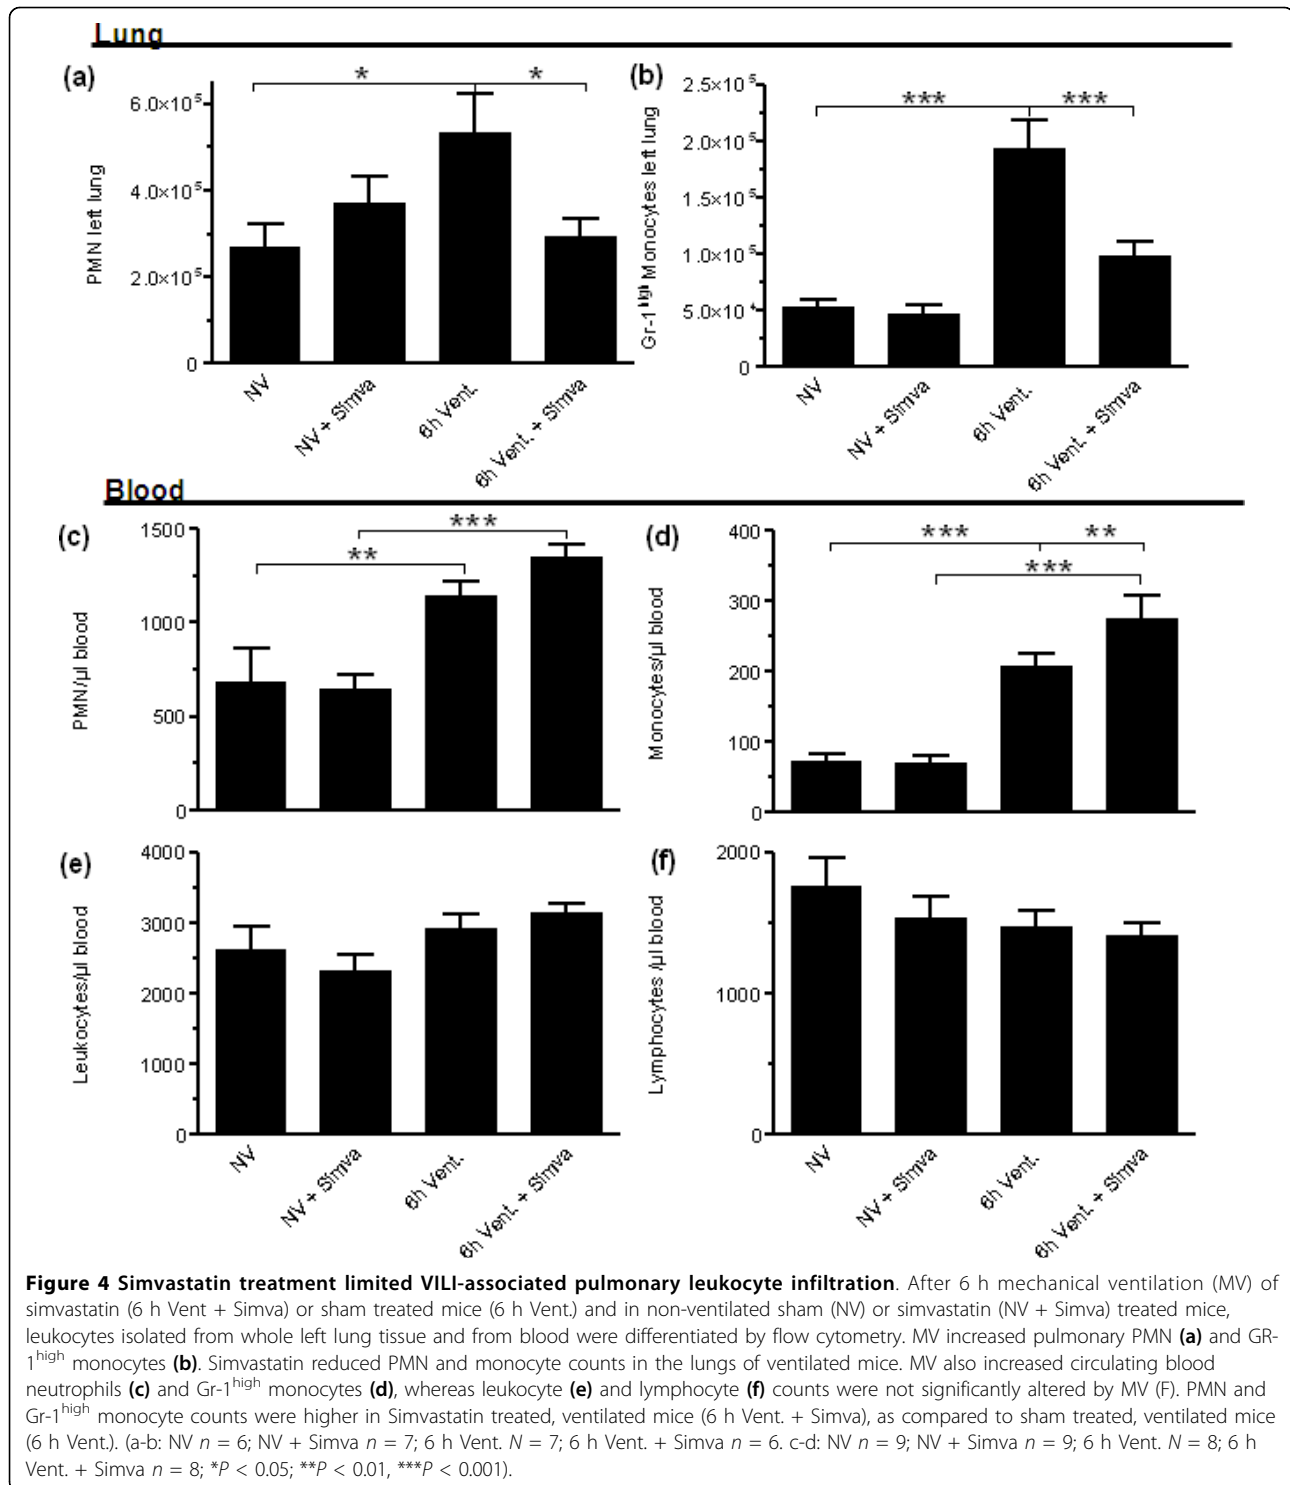 Lung
(a)
PMN left lung
6.0×10⁵
4.0×10⁵
2.0×10⁵
0
*
*
NV
NV + Simva
6h Vent.
6h Vent. + Simva
(b)
Gr-1ʰⁱᵍʰ Monocytes left lung
2.5×10⁵
2.0×10⁵
1.5×10⁵
1.0×10⁵
5.0×10⁴
0
***
***
NV
NV + Simva
6h Vent.
6h Vent. + Simva
Blood
(c)
PMN/µl blood
1500
1000
500
0
***
**
(d)
Monocytes/µl blood
400
300
200
100
0
***
**
***
(e)
Leukocytes/µl blood
4000
3000
2000
1000
0
NV
NV + Simva
6h Vent.
6h Vent. + Simva
(f)
Lymphocytes /µl blood
2000
1000
0
NV
NV + Simva
6h Vent.
6h Vent. + Simva
Figure 4 Simvastatin treatment limited VILI-associated pulmonary leukocyte infiltration. After 6 h mechanical ventilation (MV) of
simvastatin (6 h Vent + Simva) or sham treated mice (6 h Vent.) and in non-ventilated sham (NV) or simvastatin (NV + Simva) treated mice,
leukocytes isolated from whole left lung tissue and from blood were differentiated by flow cytometry. MV increased pulmonary PMN (a) and GR-
1ʰⁱᵍʰ monocytes (b). Simvastatin reduced PMN and monocyte counts in the lungs of ventilated mice. MV also increased circulating blood
neutrophils (c) and Gr-1ʰⁱᵍʰ monocytes (d), whereas leukocyte (e) and lymphocyte (f) counts were not significantly altered by MV (F). PMN and
Gr-1ʰⁱᵍʰ monocyte counts were higher in Simvastatin treated, ventilated mice (6 h Vent. + Simva), as compared to sham treated, ventilated mice
(6 h Vent.). (a-b: NV n = 6; NV + Simva n = 7; 6 h Vent. N = 7; 6 h Vent. + Simva n = 6. c-d: NV n = 9; NV + Simva n = 9; 6 h Vent. N = 8; 6 h
Vent. + Simva n = 8; *P < 0.05; **P < 0.01, ***P < 0.001).